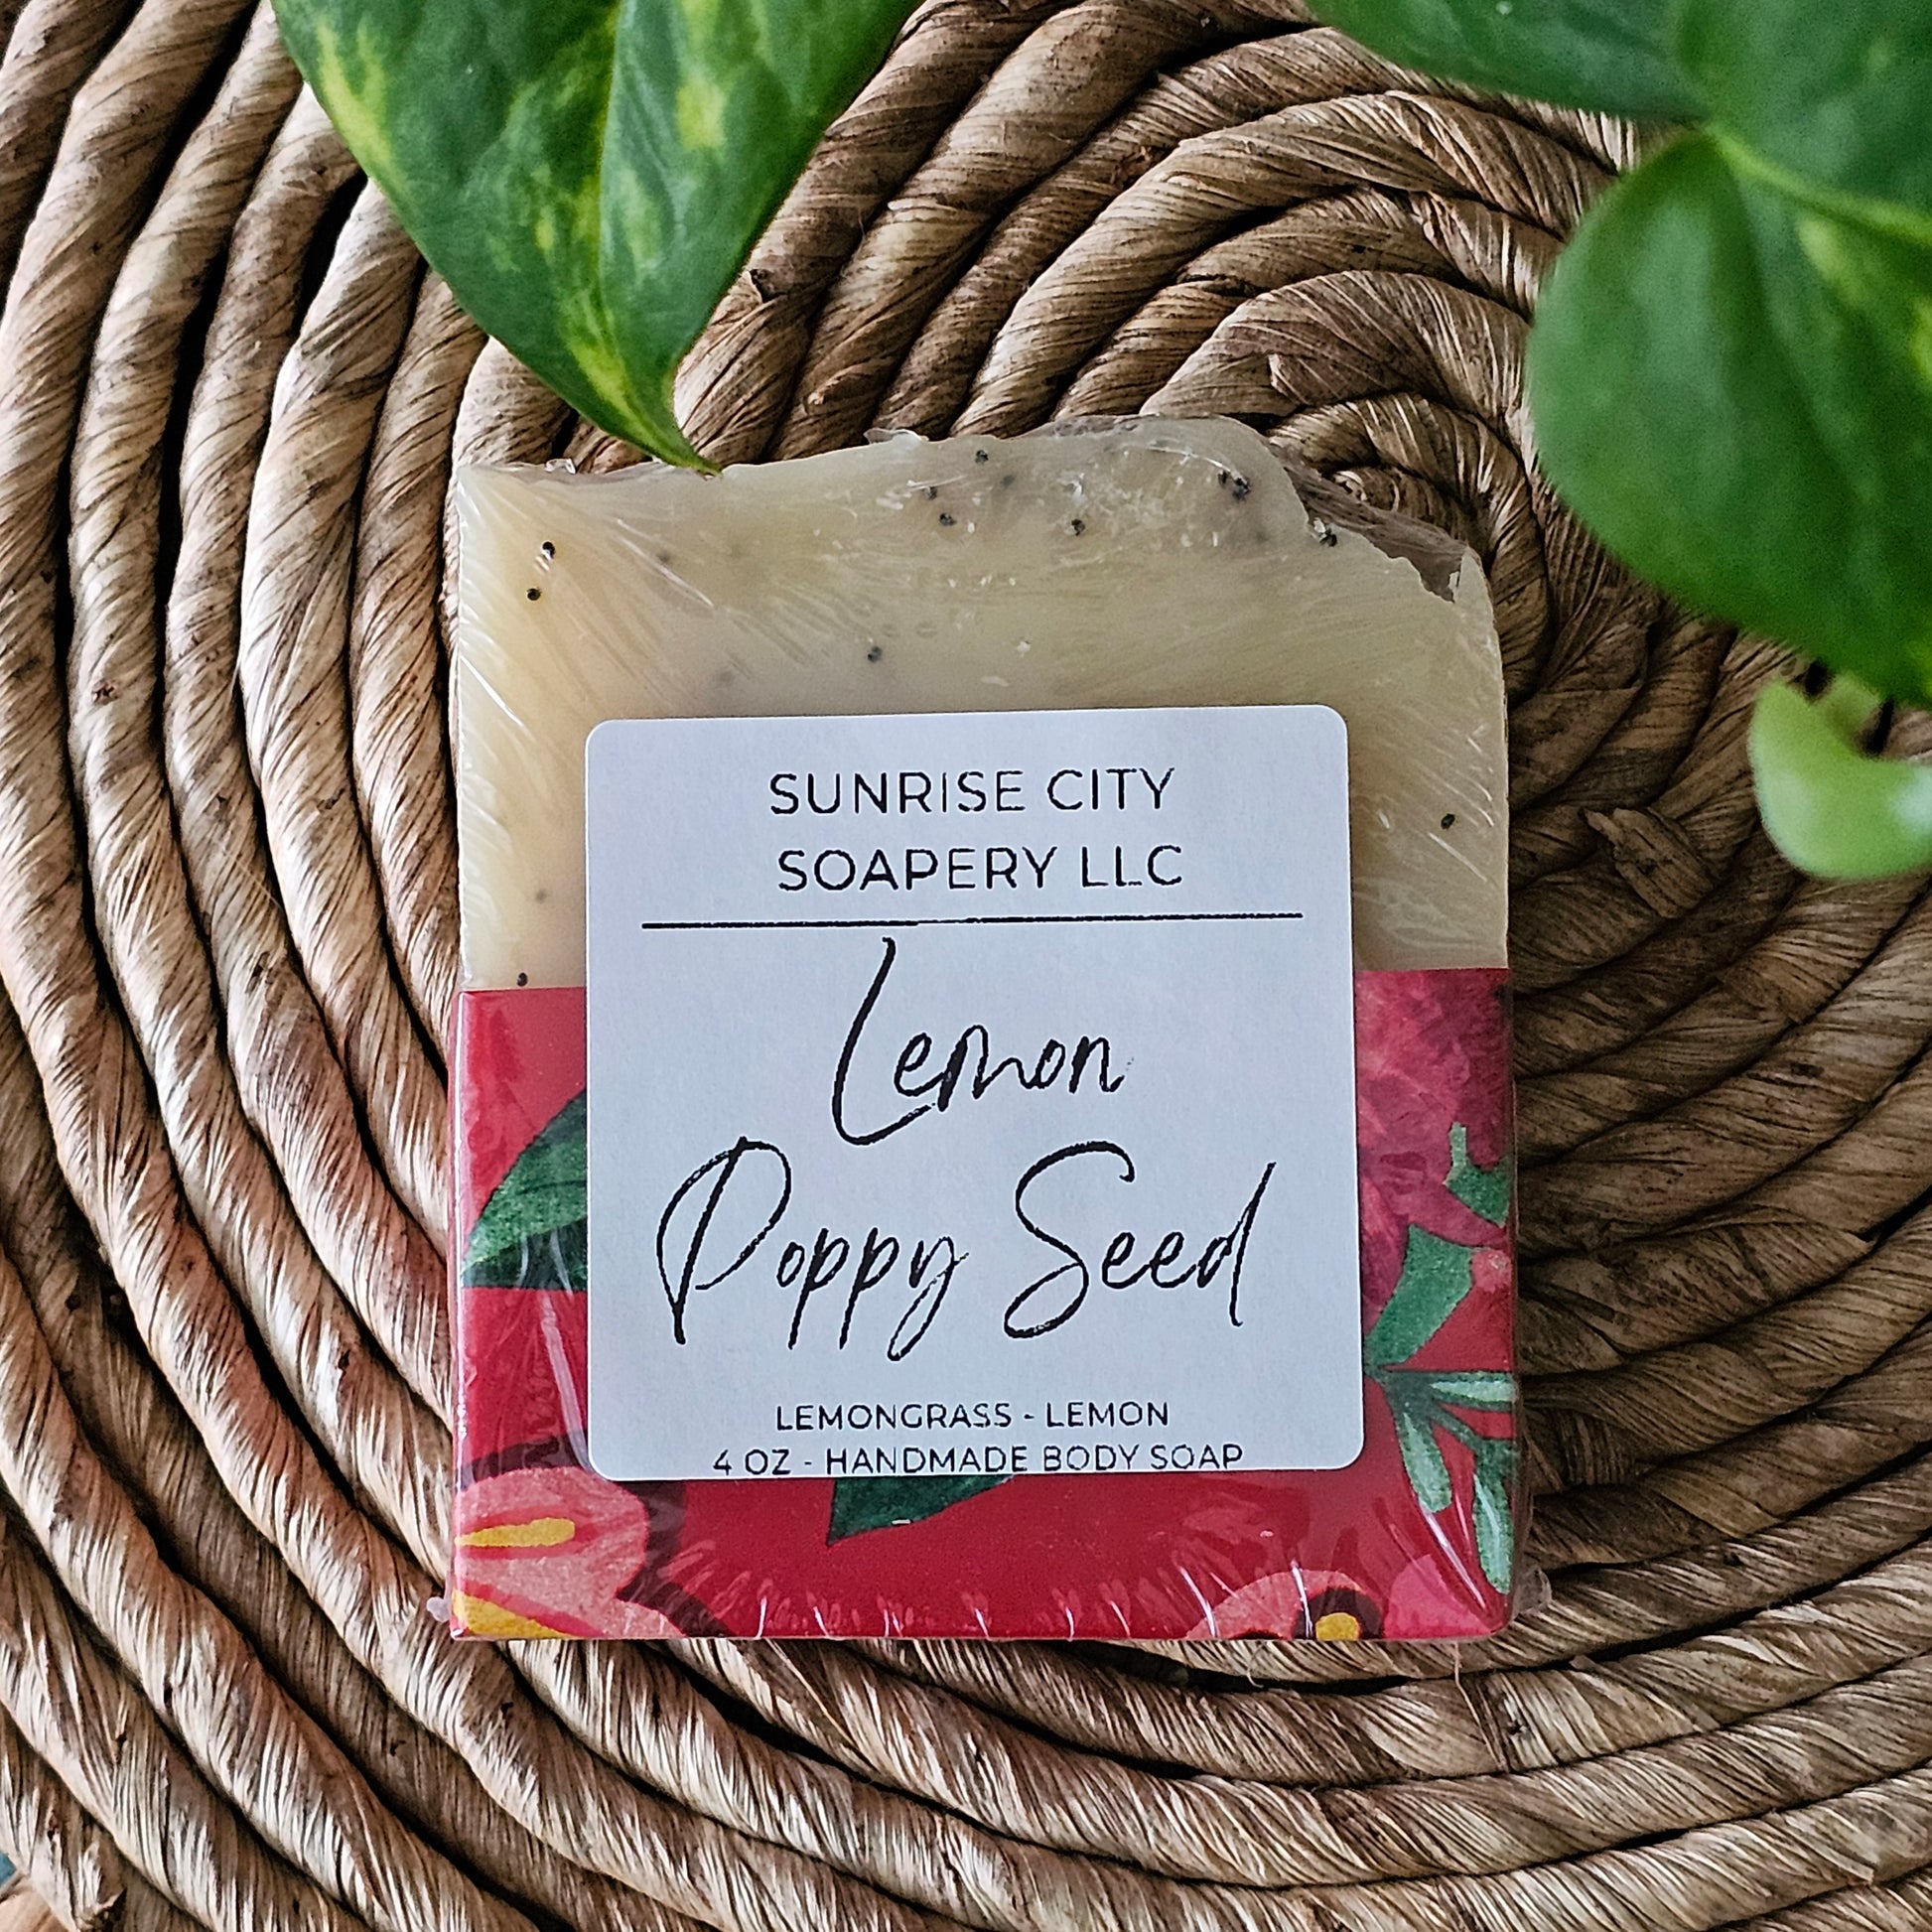 SUNRISE CITY
SOAPERY LLC
Lemon
Poppy Seed
LEMONGRASS - LEMON
4 OZ - HANDMADE BODY SOAP